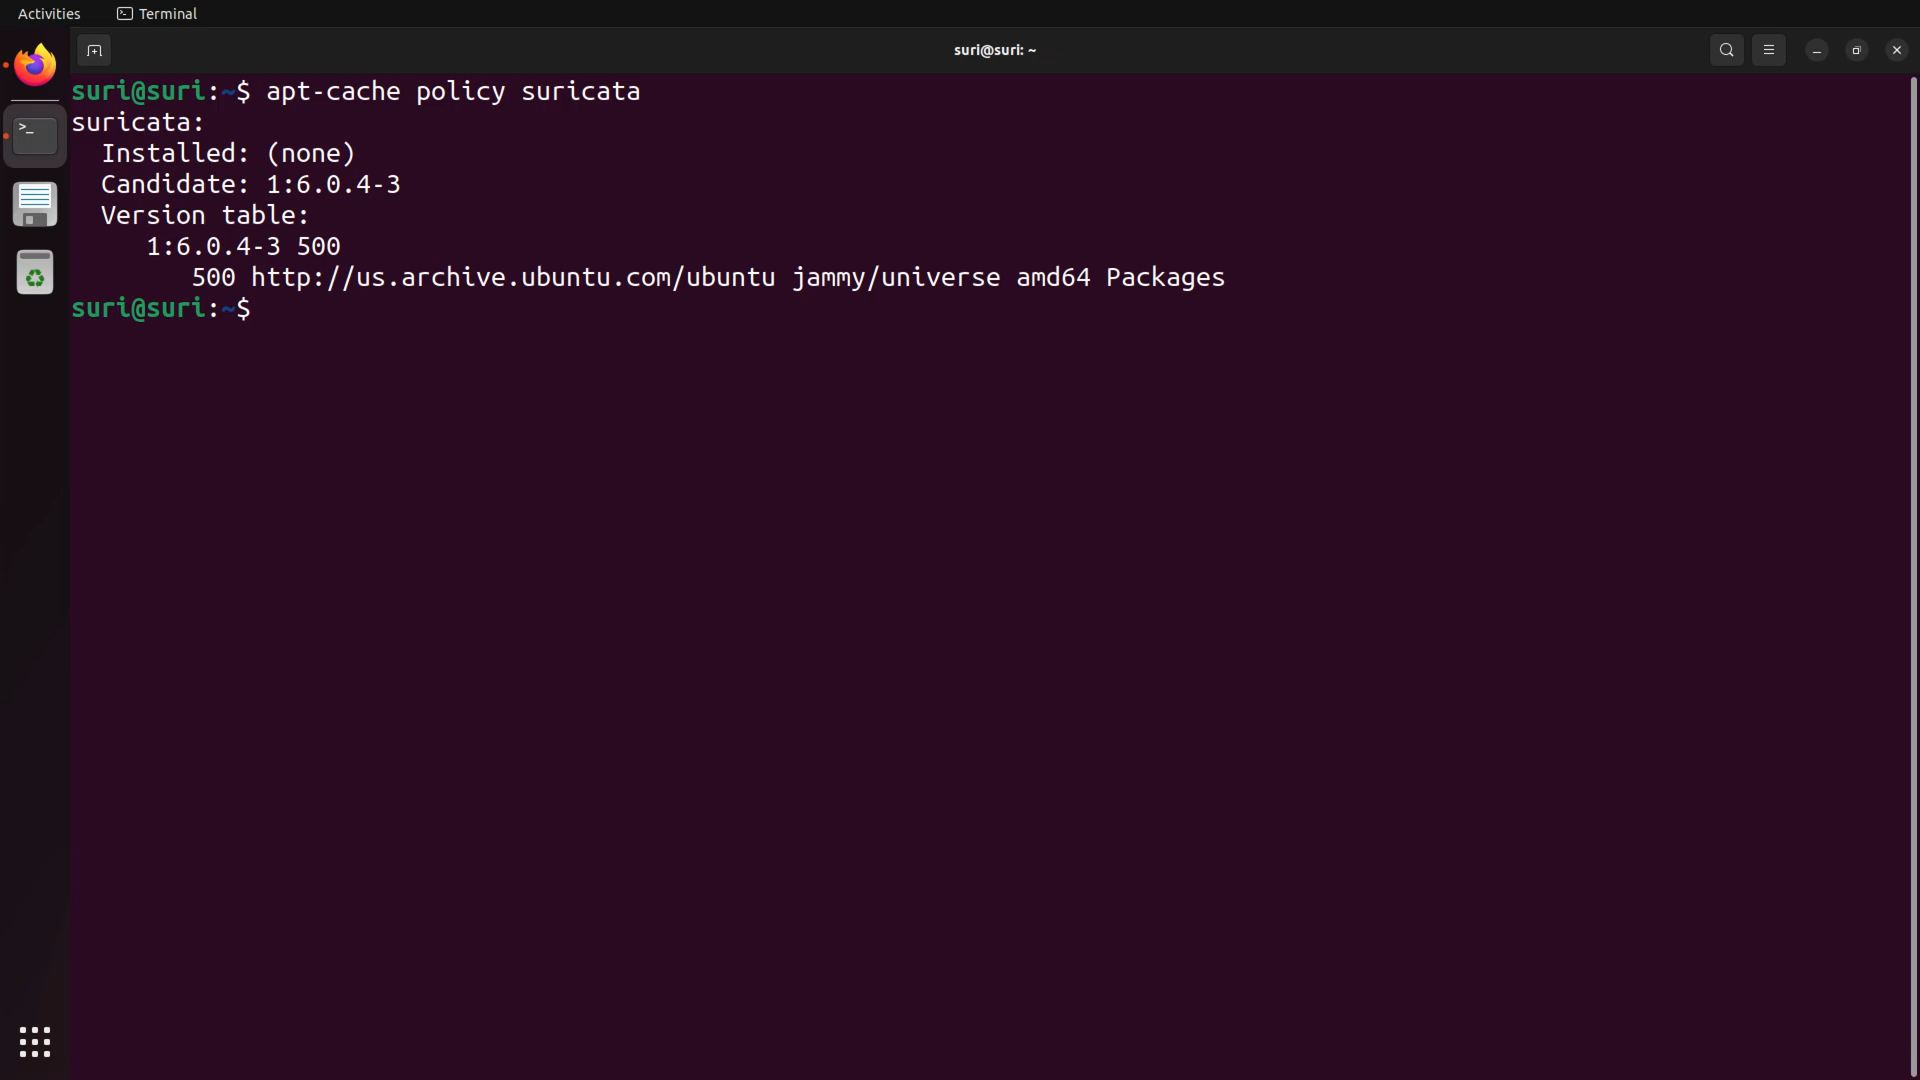 Activities
Terminal
suri@suri: ~
suri@suri:~$ apt-cache policy suricata
suricata:
  Installed: (none)
  Candidate: 1:6.0.4-3
  Version table:
     1:6.0.4-3 500
        500 http://us.archive.ubuntu.com/ubuntu jammy/universe amd64 Packages
suri@suri:~$